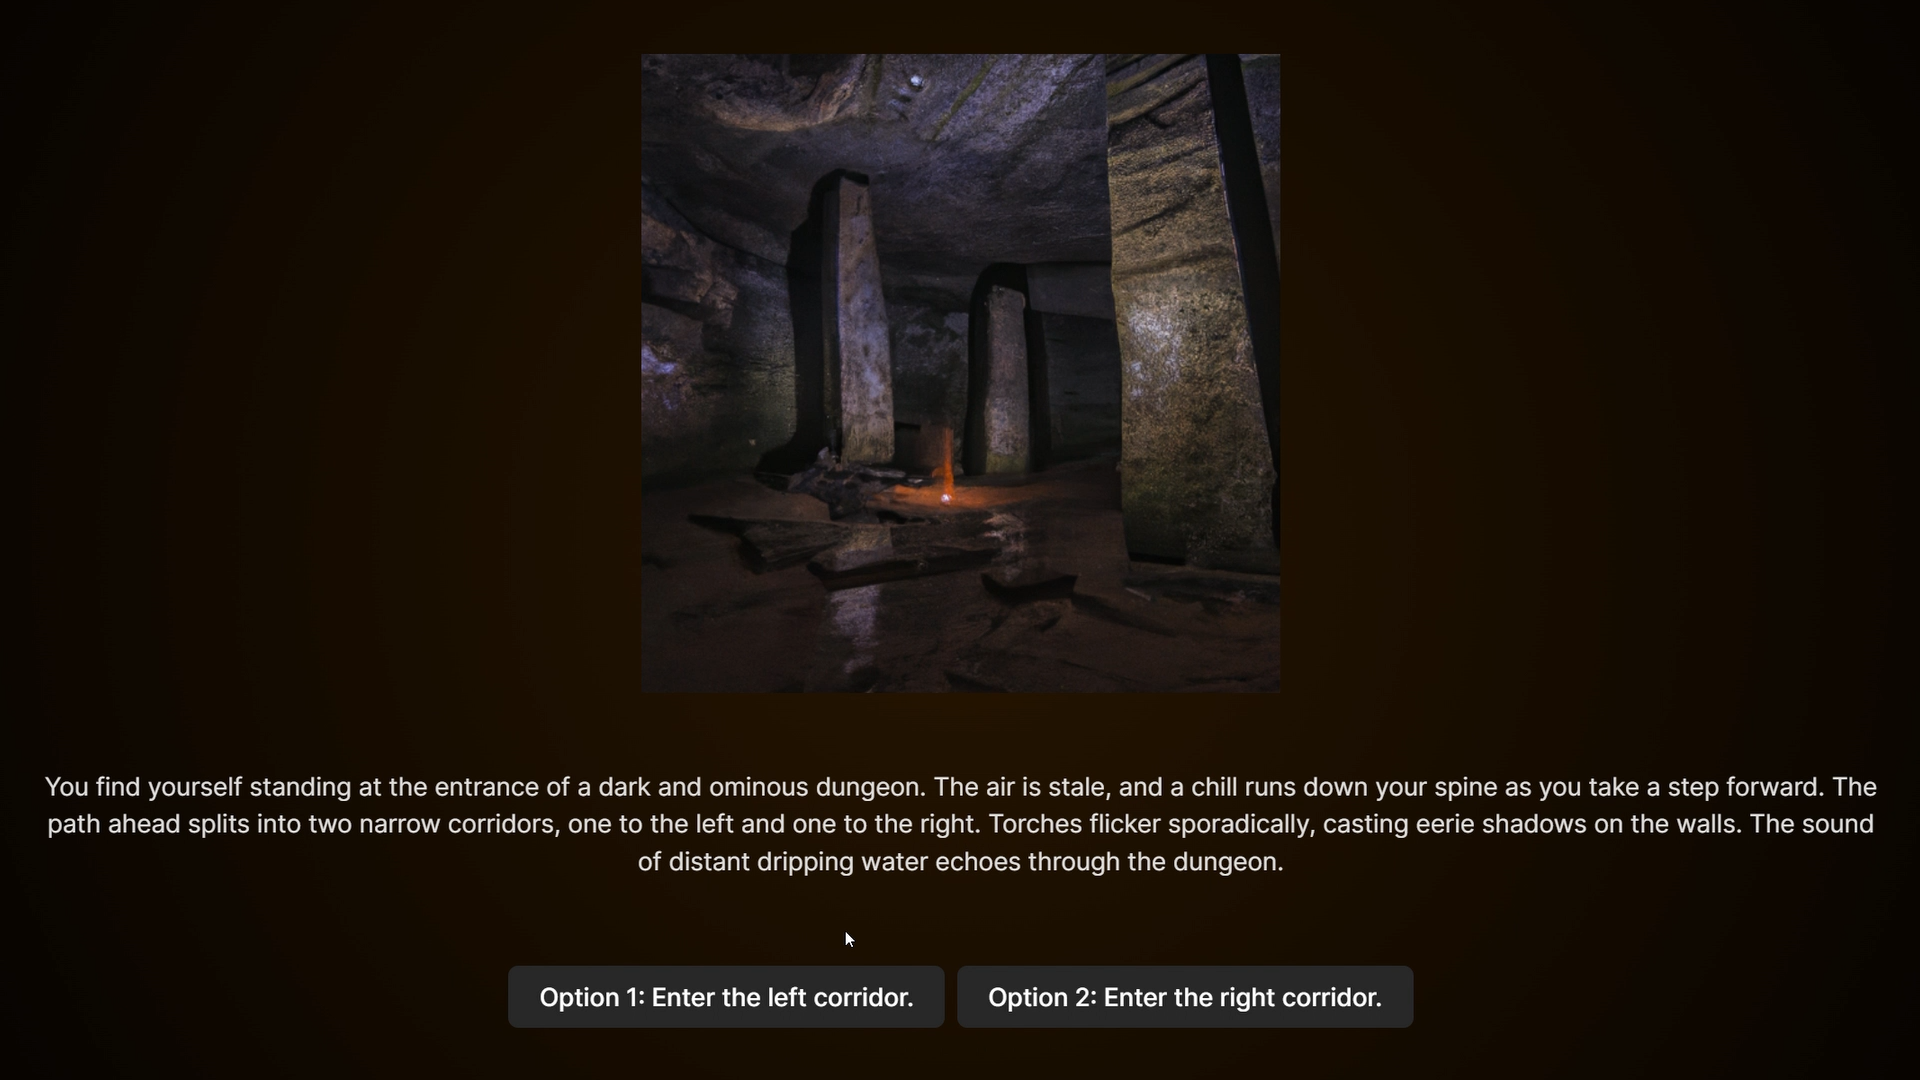 You find yourself standing at the entrance of a dark and ominous dungeon. The air is stale, and a chill runs down your spine as you take a step forward. The
path ahead splits into two narrow corridors, one to the left and one to the right. Torches flicker sporadically, casting eerie shadows on the walls. The sound
of distant dripping water echoes through the dungeon.
Option 1: Enter the left corridor.
Option 2: Enter the right corridor.